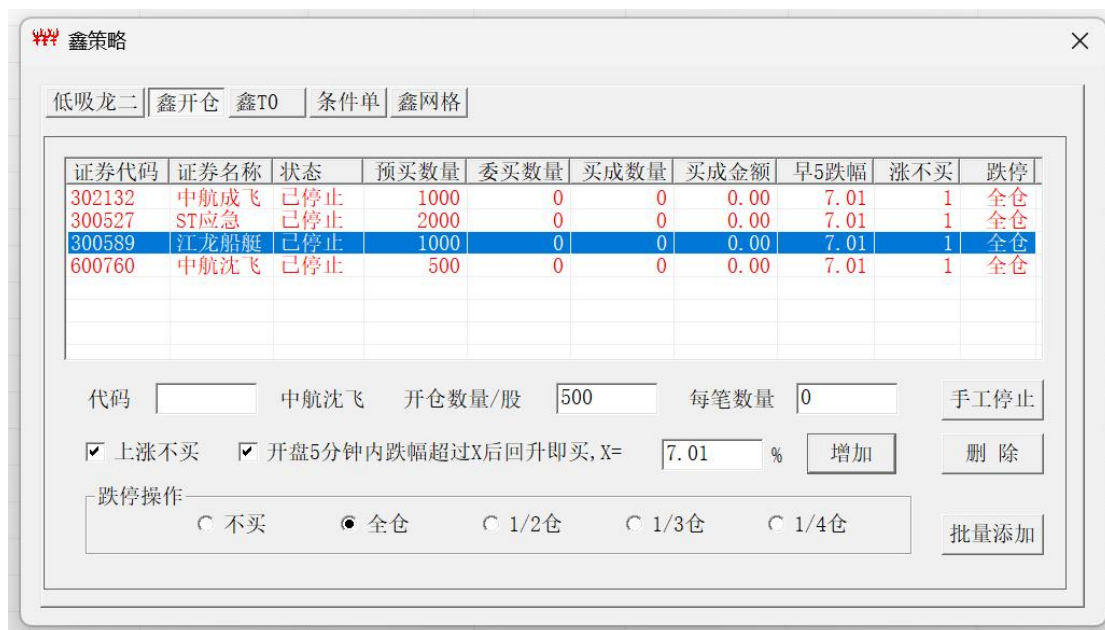 鑫策略
低吸龙二 鑫开仓 鑫T0 条件单 鑫网格
证券代码 证券名称 状态 预买数量 委买数量 买成数量 买成金额 早5跌幅 涨不买 跌停
302132 中航成飞 已停止 1000 0 0 0.00 7.01 1 全仓
300527 ST应急 已停止 2000 0 0 0.00 7.01 1 全仓
300589 江龙船艇 已停止 1000 0 0 0.00 7.01 1 全仓
600760 中航沈飞 已停止 500 0 0 0.00 7.01 1 全仓
代码 中航沈飞 开仓数量/股 500 每笔数量 0 手工停止
上涨不买 开盘5分钟内跌幅超过X后回升即买,X= 7.01 % 增加 删 除
跌停操作
不买 全仓 1/2仓 1/3仓 1/4仓 批量添加